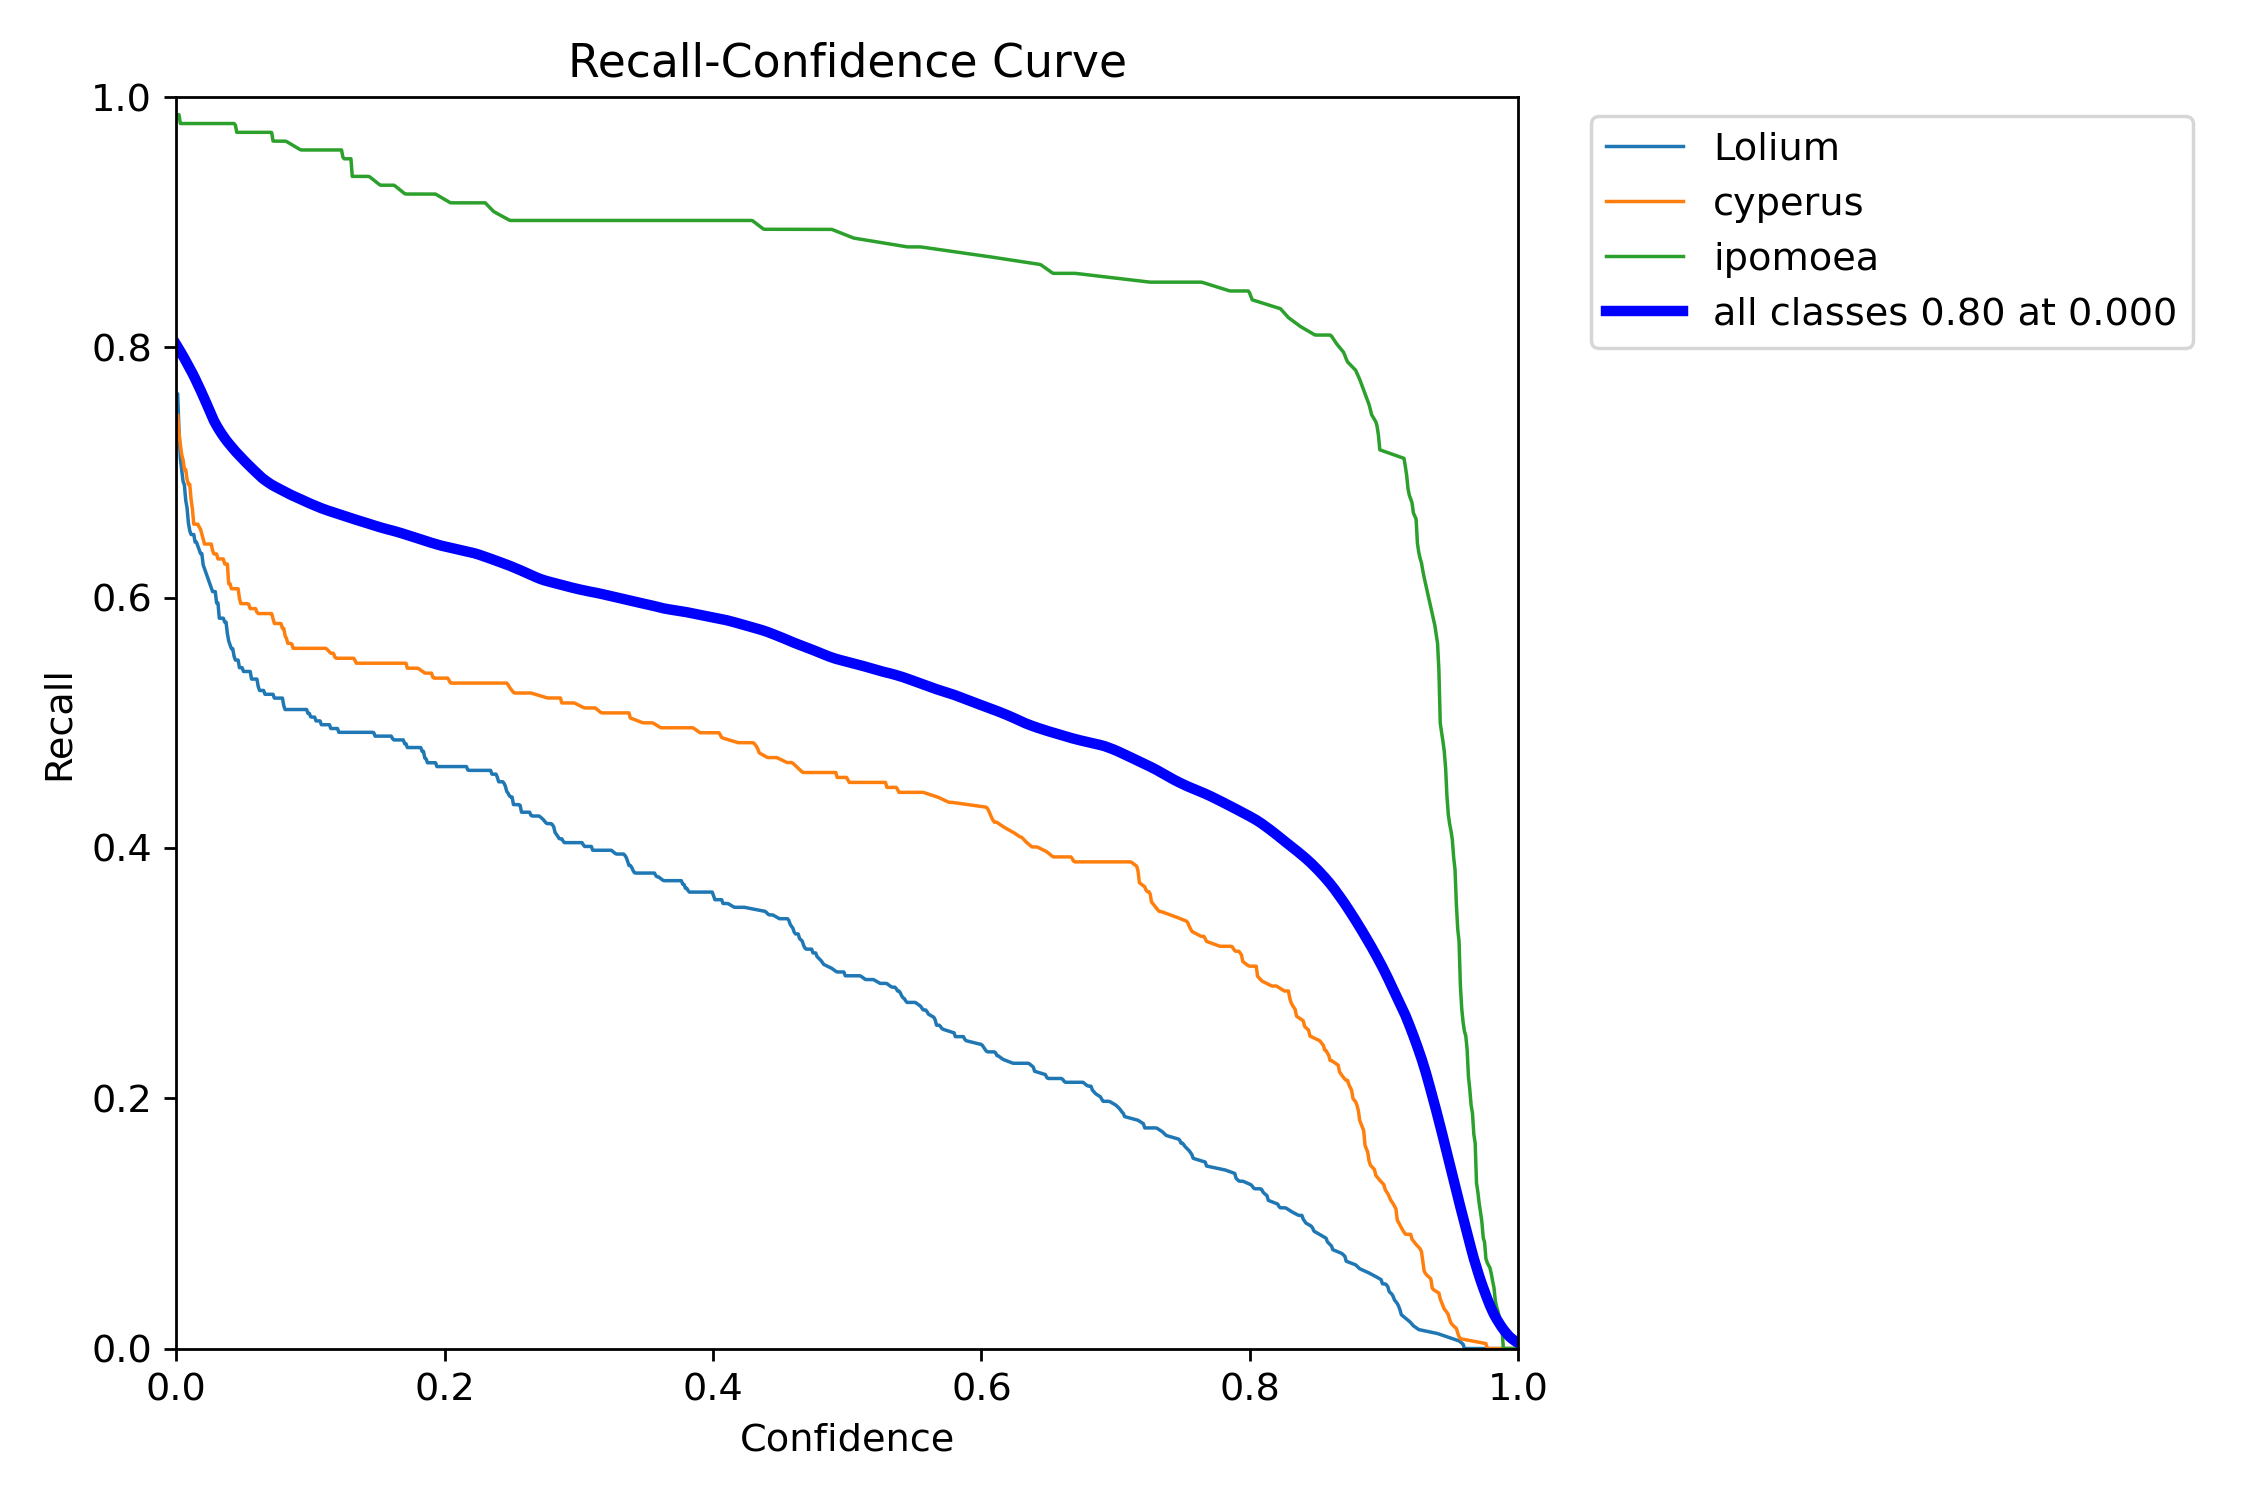 Recall-Confidence Curve
1.0
0.8
0.6
0.4
0.2
0.0
Recall
0.0 0.2 0.4 0.6 0.8 1.0
Confidence
Lolium
cyperus
ipomoea
all classes 0.80 at 0.000